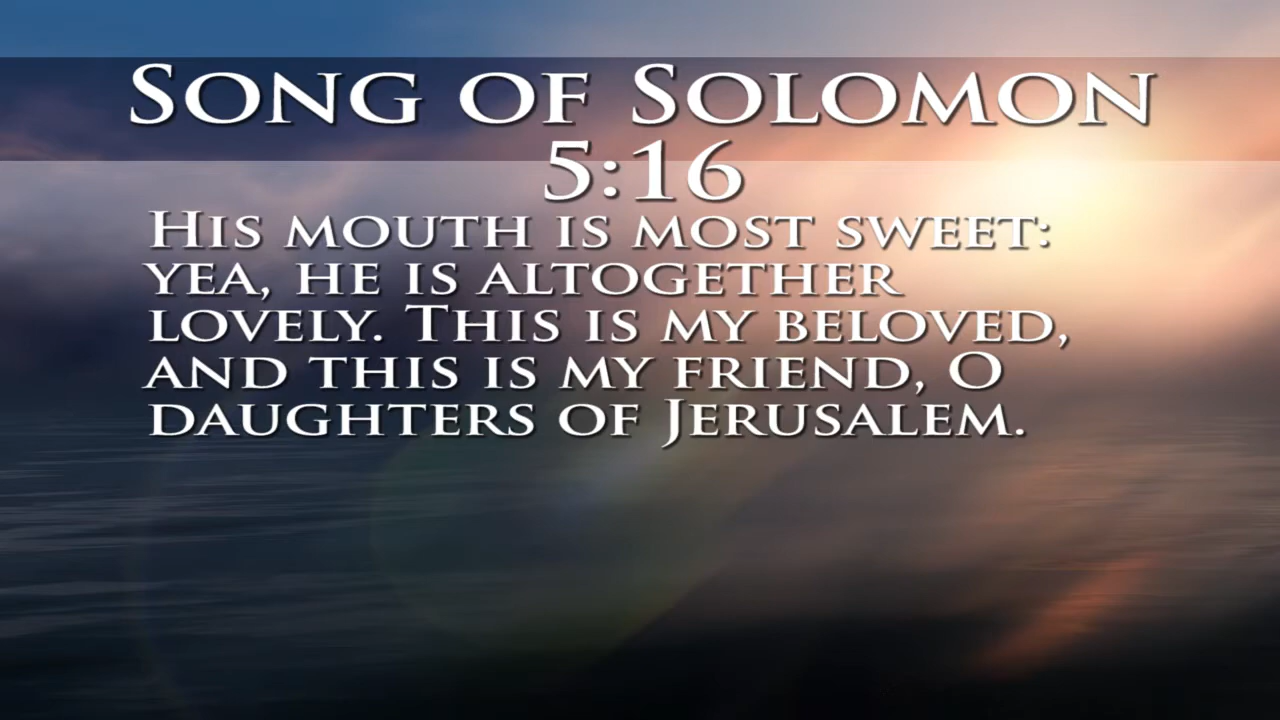 Song of Solomon
5:16
His mouth is most sweet:
yea, he is altogether
lovely. This is my beloved,
and this is my friend, O
daughters of Jerusalem.